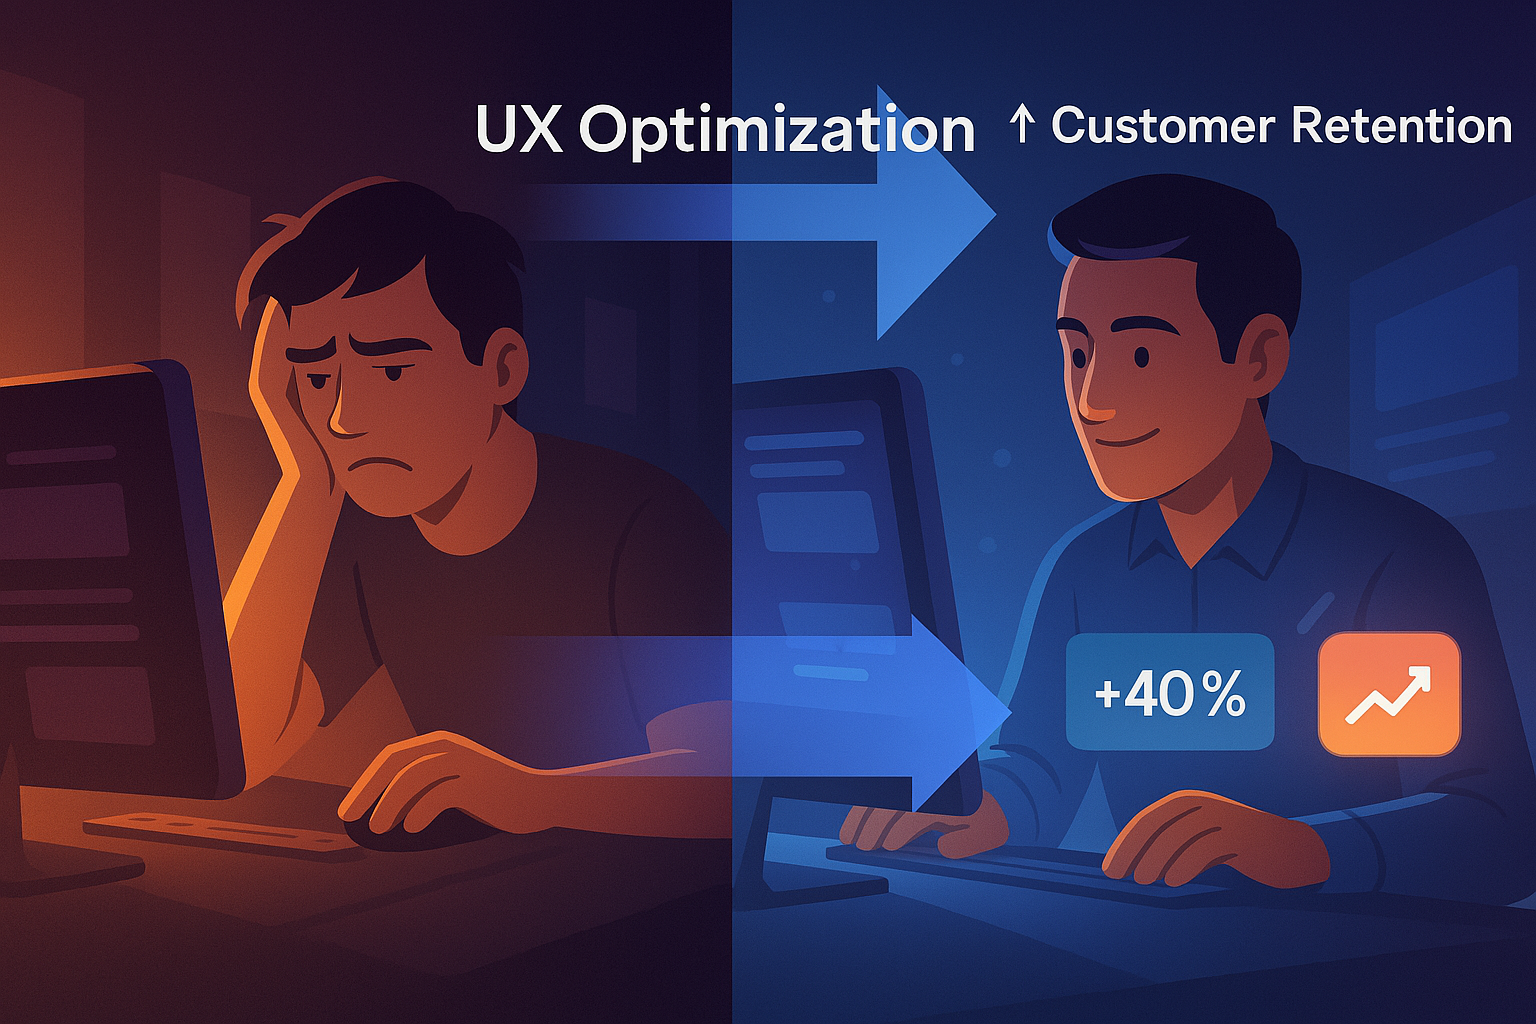 UX Optimization
↑ Customer Retention
+40%